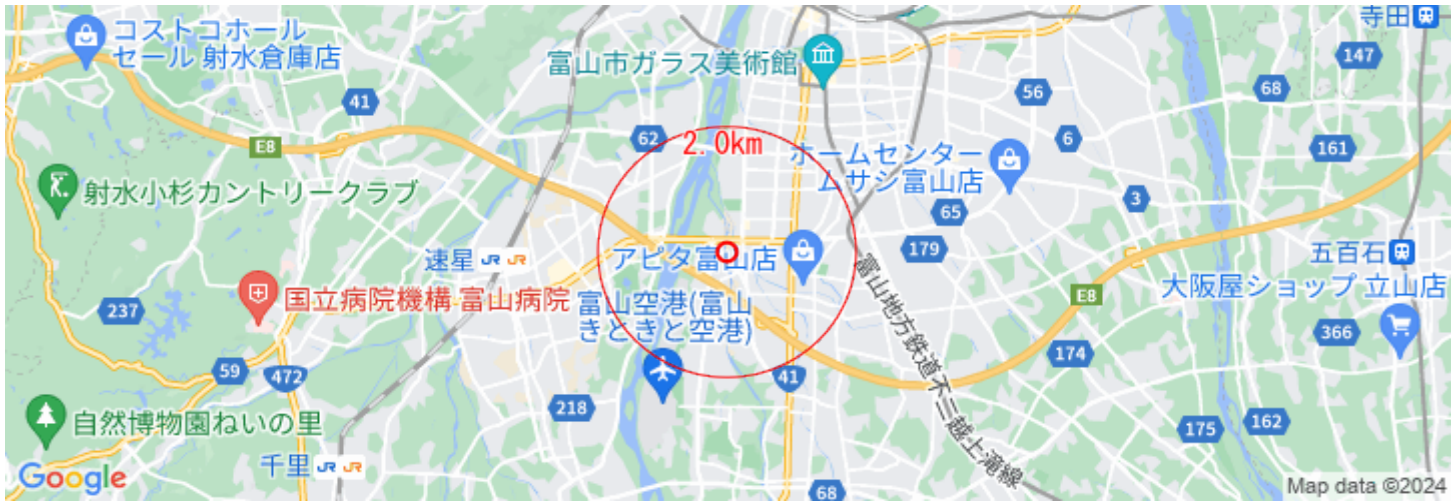 寺田
コストコホール
セール 射水倉庫店
富山市ガラス美術館
147
68
56
41
62
6
2.0km
E8
161
ホームセンター
ムサシ富山店
射水小杉カントリークラブ
3
65
179
速星 JR JR
アピタ富山店
五百石
国立病院機構 富山病院
富山空港(富山
きときと空港)
富山地方鉄道不二越上滝線
E8
大阪屋ショップ 立山店
237
366
59
472
41
174
自然博物館ねいの里
218
175
162
千里 JR JR
68
Google
Map data ©2024